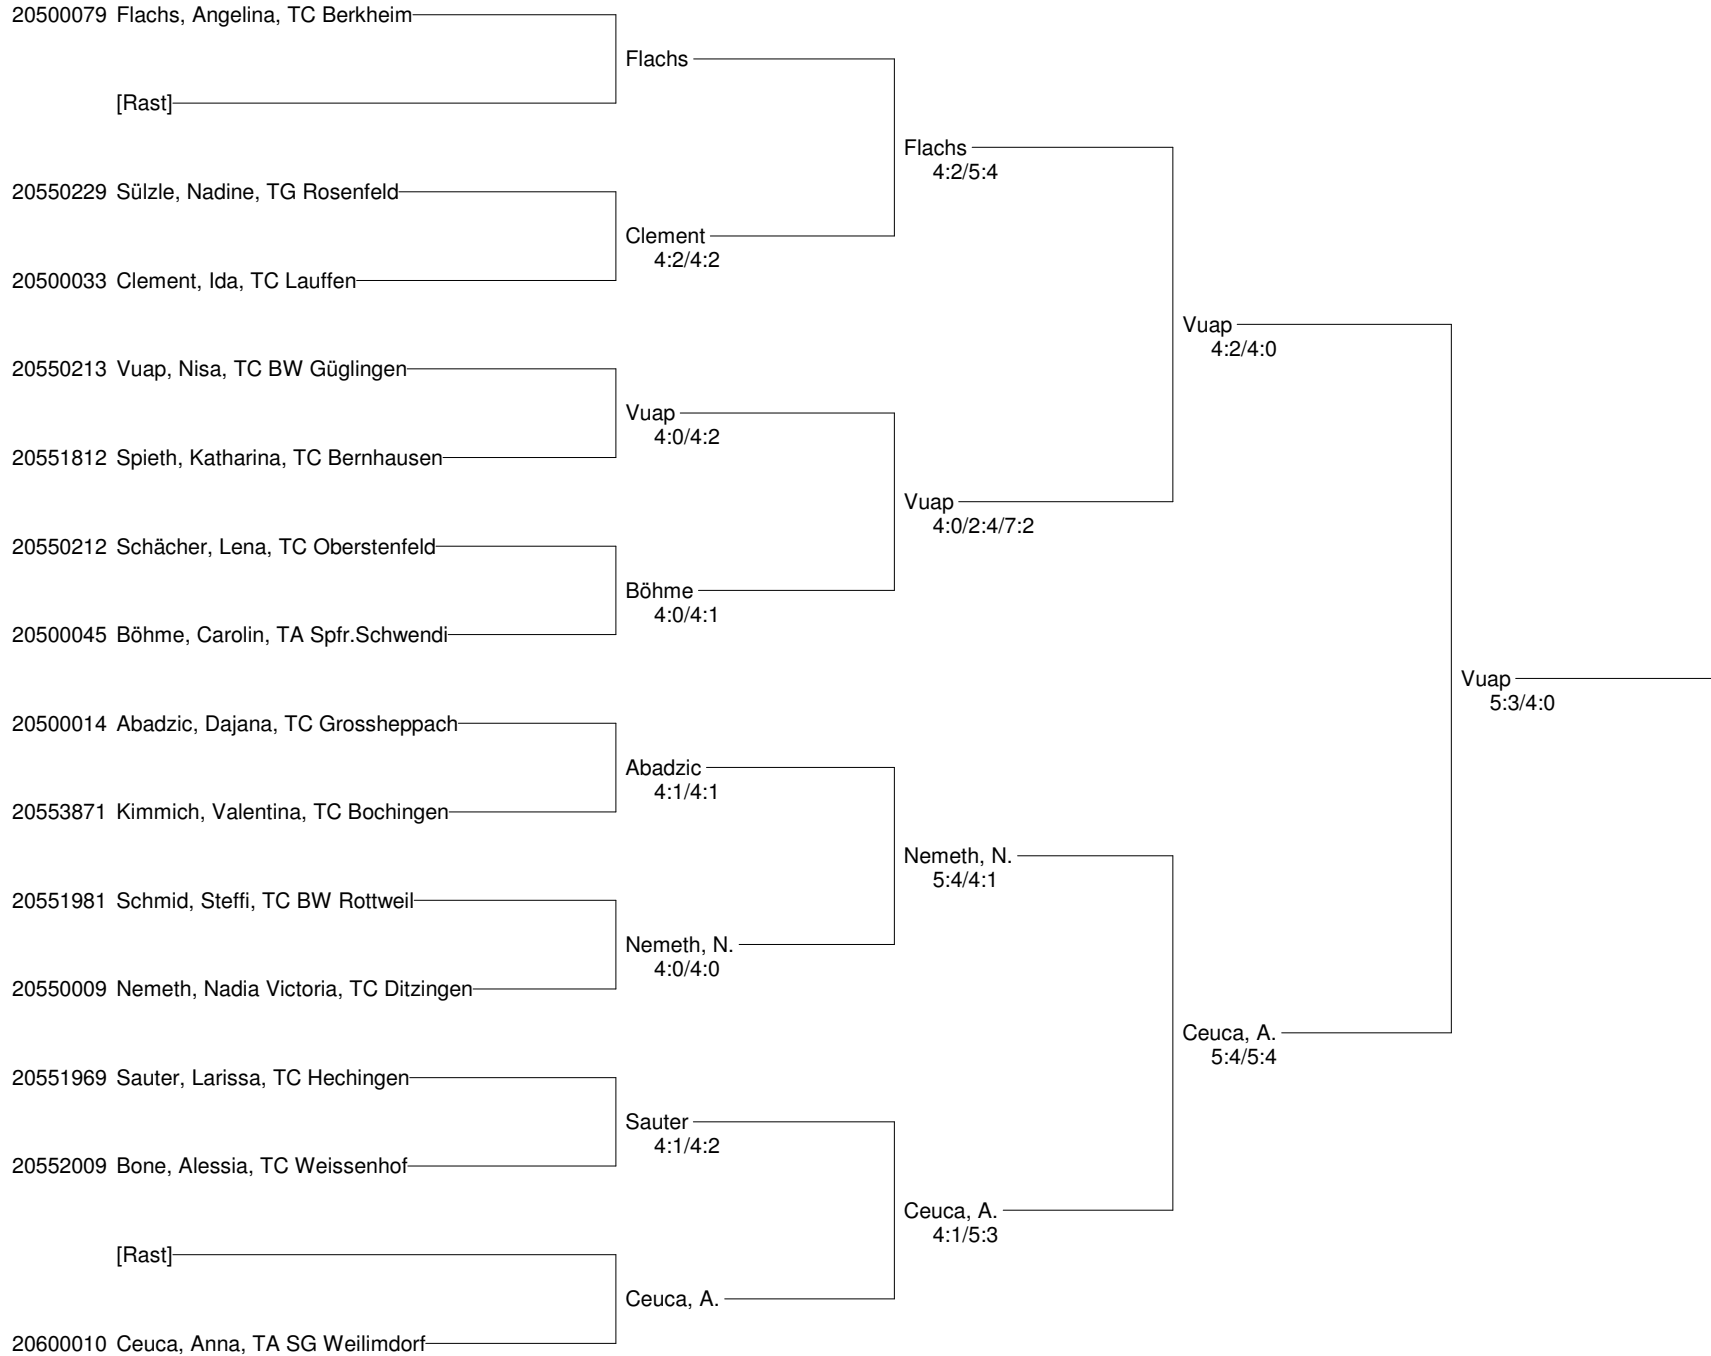 20500079 Flachs, Angelina, TC Berkheim
Flachs
[Rast]
Flachs
4:2/5:4
20550229 Sülzle, Nadine, TG Rosenfeld
Clement
4:2/4:2
20500033 Clement, Ida, TC Lauffen
Vuap
4:2/4:0
20550213 Vuap, Nisa, TC BW Güglingen
Vuap
4:0/4:2
20551812 Spieth, Katharina, TC Bernhausen
Vuap
4:0/2:4/7:2
20550212 Schächer, Lena, TC Oberstenfeld
Böhme
4:0/4:1
20500045 Böhme, Carolin, TA Spfr.Schwendi
Vuap
5:3/4:0
20500014 Abadzic, Dajana, TC Grossheppach
Abadzic
4:1/4:1
20553871 Kimmich, Valentina, TC Bochingen
Nemeth, N.
5:4/4:1
20551981 Schmid, Steffi, TC BW Rottweil
Nemeth, N.
4:0/4:0
20550009 Nemeth, Nadia Victoria, TC Ditzingen
Ceuca, A.
5:4/5:4
20551969 Sauter, Larissa, TC Hechingen
Sauter
4:1/4:2
20552009 Bone, Alessia, TC Weissenhof
Ceuca, A.
4:1/5:3
[Rast]
Ceuca, A.
20600010 Ceuca, Anna, TA SG Weilimdorf